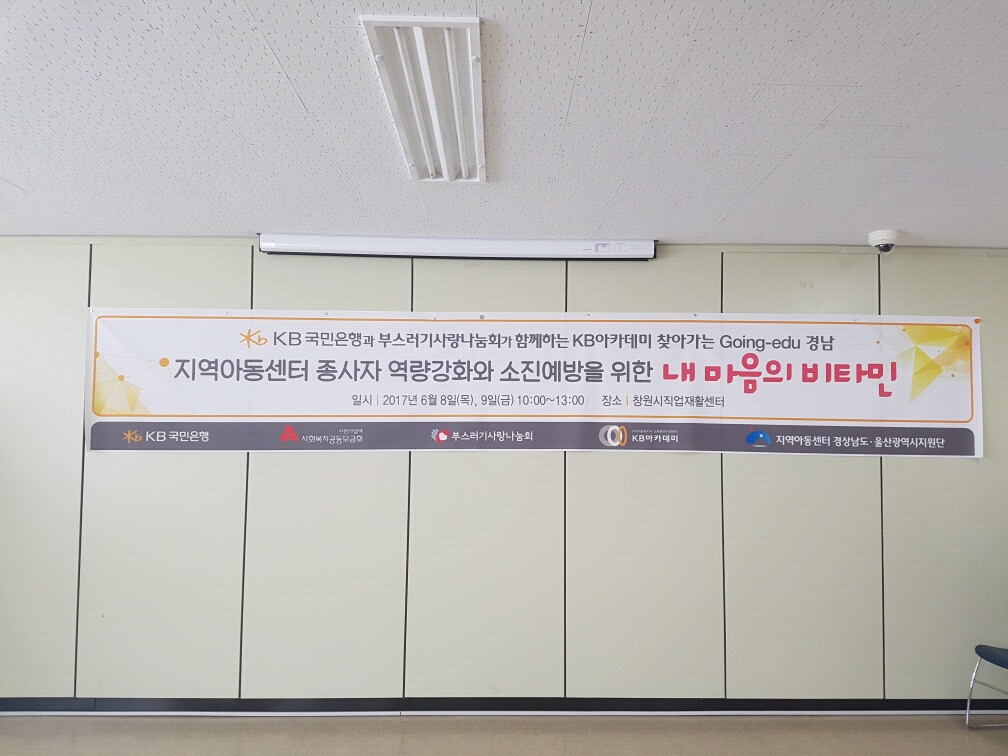 KB 국민은행과 부스러기사랑나눔회가 함께하는 KB아카데미 찾아가는 Going-edu 경남
지역아동센터 종사자 역량강화와 소진예방을 위한 내 마음의 비타민
일시 | 2017년 6월 8일(목), 9일(금) 10:00~13:00 장소 | 창원시직업재활센터
KB 국민은행 사랑의열매 사회복지공동모금회 부스러기사랑나눔회 KB아카데미 지역아동센터 경상남도·울산광역시지원단